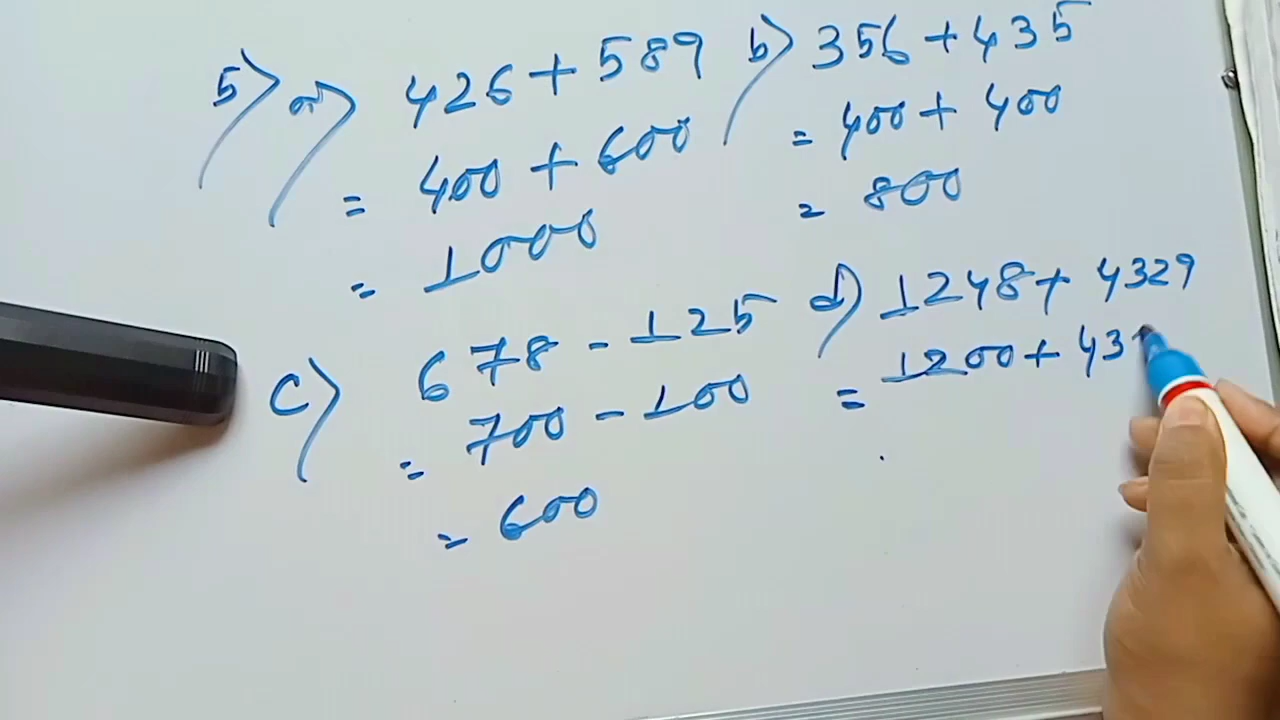 5) a) 426 + 589
= 400 + 600
= 1000
b) 356 + 435
= 400 + 400
= 800
c) 678 - 125
= 700 - 100
= 600
d) 1248 + 4329
= 1200 + 43